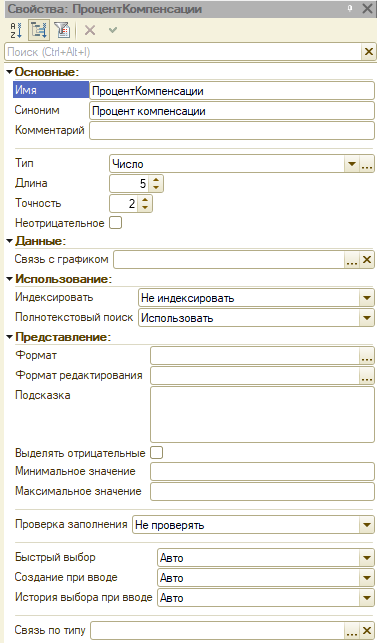 Свойства: ПроцентКомпенсации
Поиск (Ctrl+Alt+I)
Основные:
Имя ПроцентКомпенсации
Синоним Процент компенсации
Комментарий
Тип Число
Длина 5
Точность 2
Неотрицательное
Данные:
Связь с графиком
Использование:
Индексировать Не индексировать
Полнотекстовый поиск Использовать
Представление:
Формат
Формат редактирования
Подсказка
Выделять отрицательные
Минимальное значение
Максимальное значение
Проверка заполнения Не проверять
Быстрый выбор Авто
Создание при вводе Авто
История выбора при вводе Авто
Связь по типу